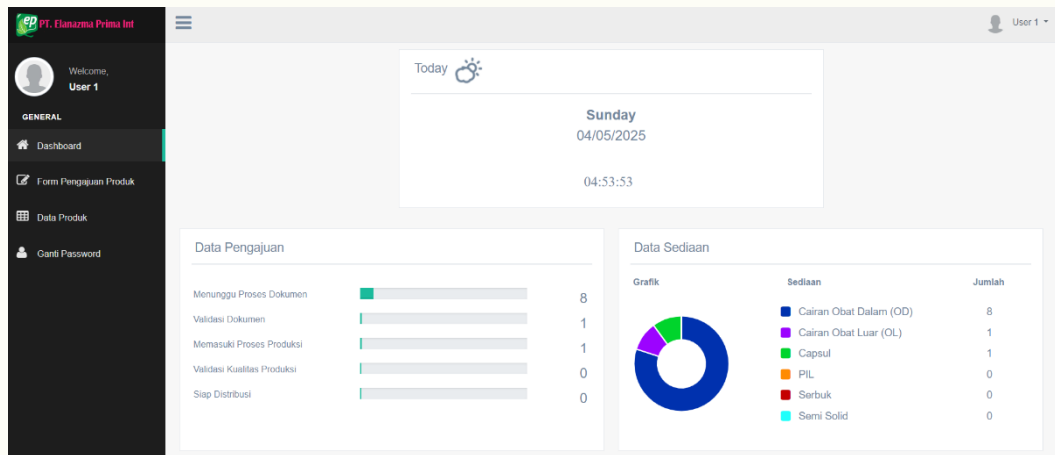 ep PT. Elanazma Prima Int
User 1
Welcome,
User 1
GENERAL
Dashboard
Form Pengajuan Produk
Data Produk
Ganti Password
Today
Sunday
04/05/2025
04:53:53
Data Pengajuan
Menunggu Proses Dokumen 8
Validasi Dokumen 1
Memasuki Proses Produksi 1
Validasi Kualitas Produksi 0
Siap Distribusi 0
Data Sediaan
Grafik Sediaan Jumlah
Cairan Obat Dalam (OD) 8
Cairan Obat Luar (OL) 1
Capsul 1
PIL 0
Serbuk 0
Semi Solid 0